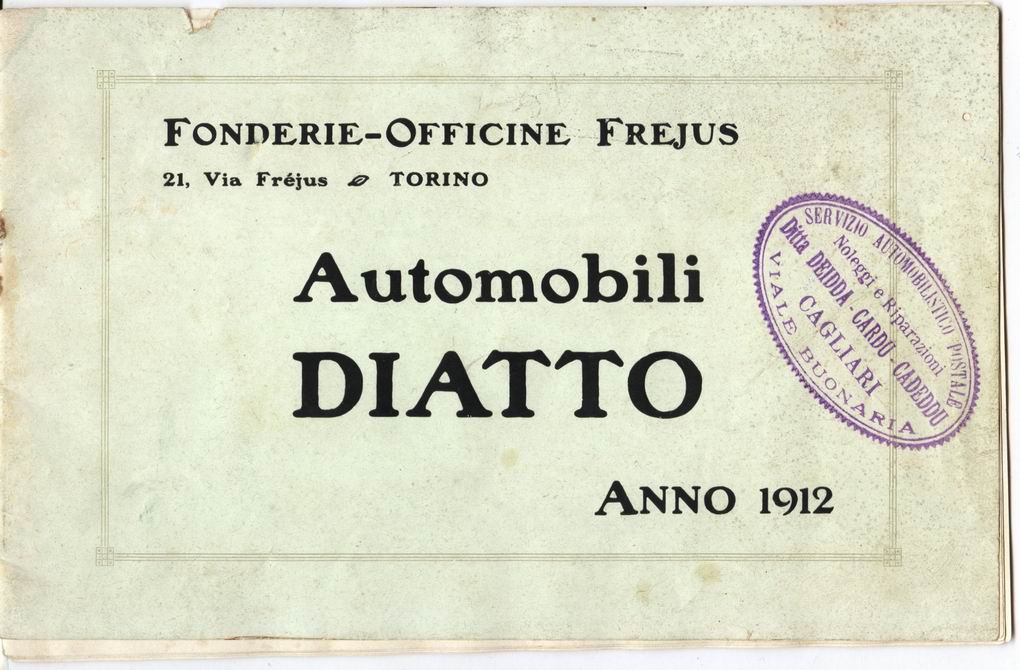 FONDERIE-OFFICINE FREJUS
21, Via Fréjus TORINO
Automobili
DIATTO
ANNO 1912
SERVIZIO AUTOMOBILISTICO POSTALE
Noleggi e Riparazioni
Ditta DEIDDA-CARDU-CADEDDU
CAGLIARI
VIALE BUONARIA